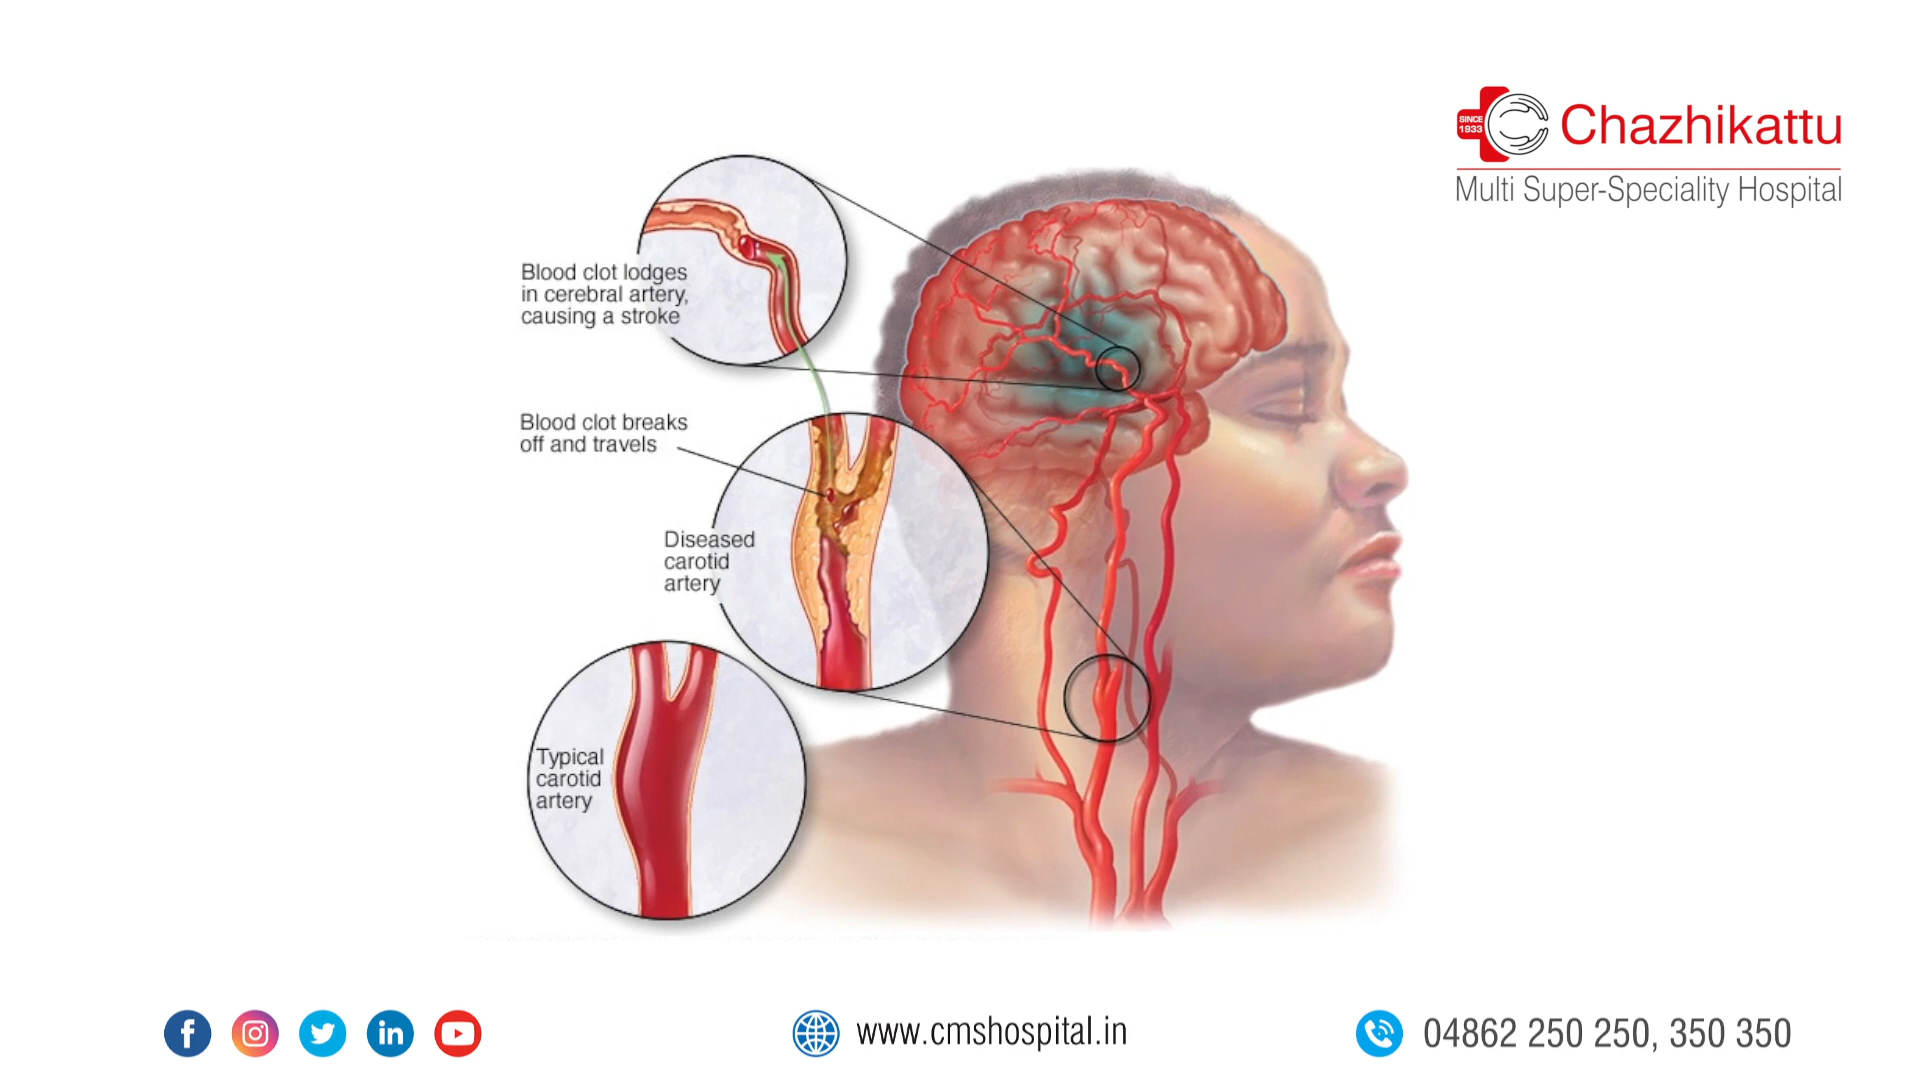 SINCE
1933
Chazhikattu
Multi Super-Speciality Hospital
Blood clot lodges
in cerebral artery,
causing a stroke
Blood clot breaks
off and travels
Diseased
carotid
artery
Typical
carotid
artery
www.cmshospital.in
04862 250 250, 350 350